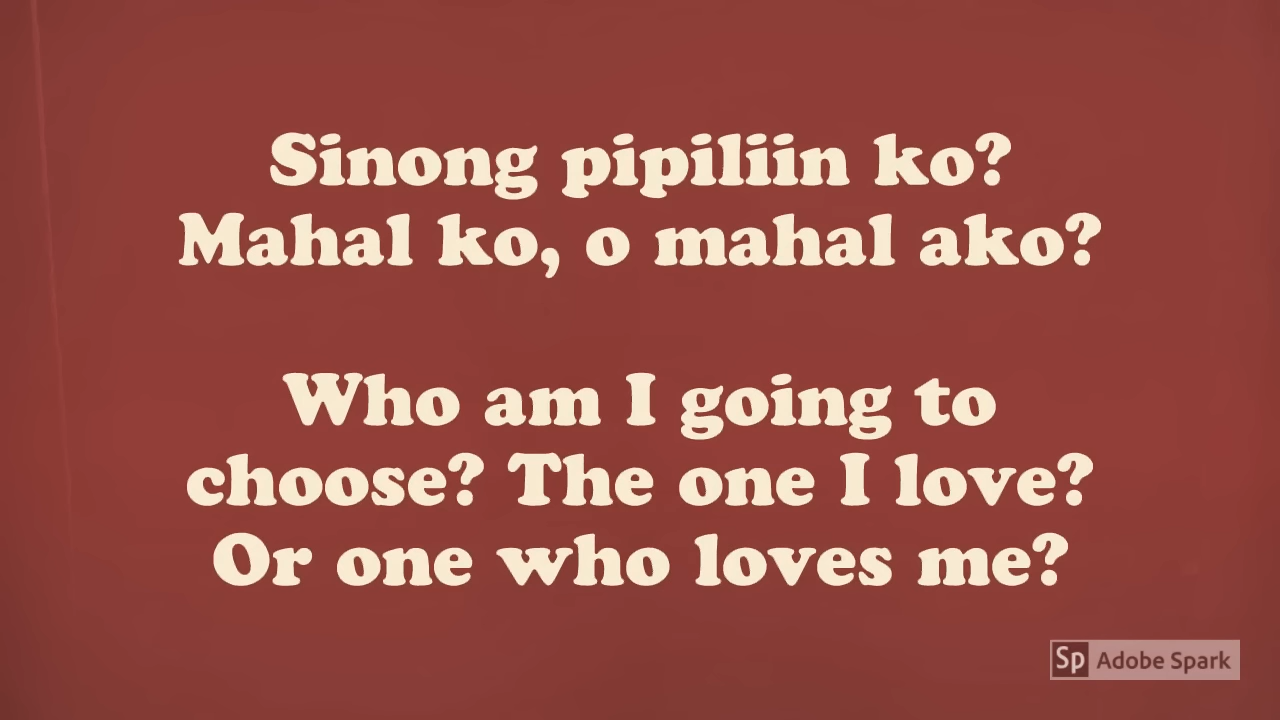 Sinong pipiliin ko?
Mahal ko, o mahal ako?
Who am I going to
choose? The one I love?
Or one who loves me?
Sp Adobe Spark